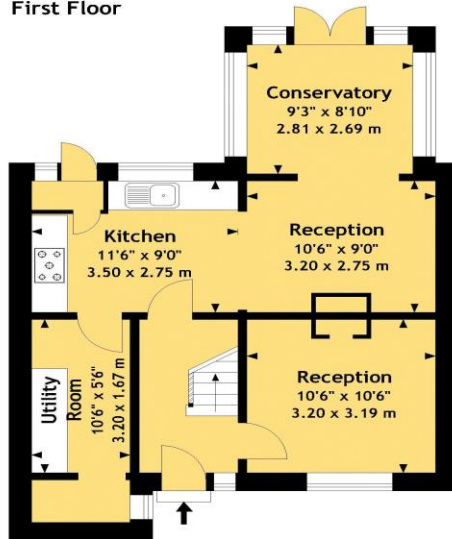 First Floor
Conservatory
9'3" x 8'10"
2.81 x 2.69 m
Kitchen
11'6" x 9'0"
3.50 x 2.75 m
Reception
10'6" x 9'0"
3.20 x 2.75 m
Utility
Room
10'6" x 5'6"
3.20 x 1.67 m
Reception
10'6" x 10'6"
3.20 x 3.19 m